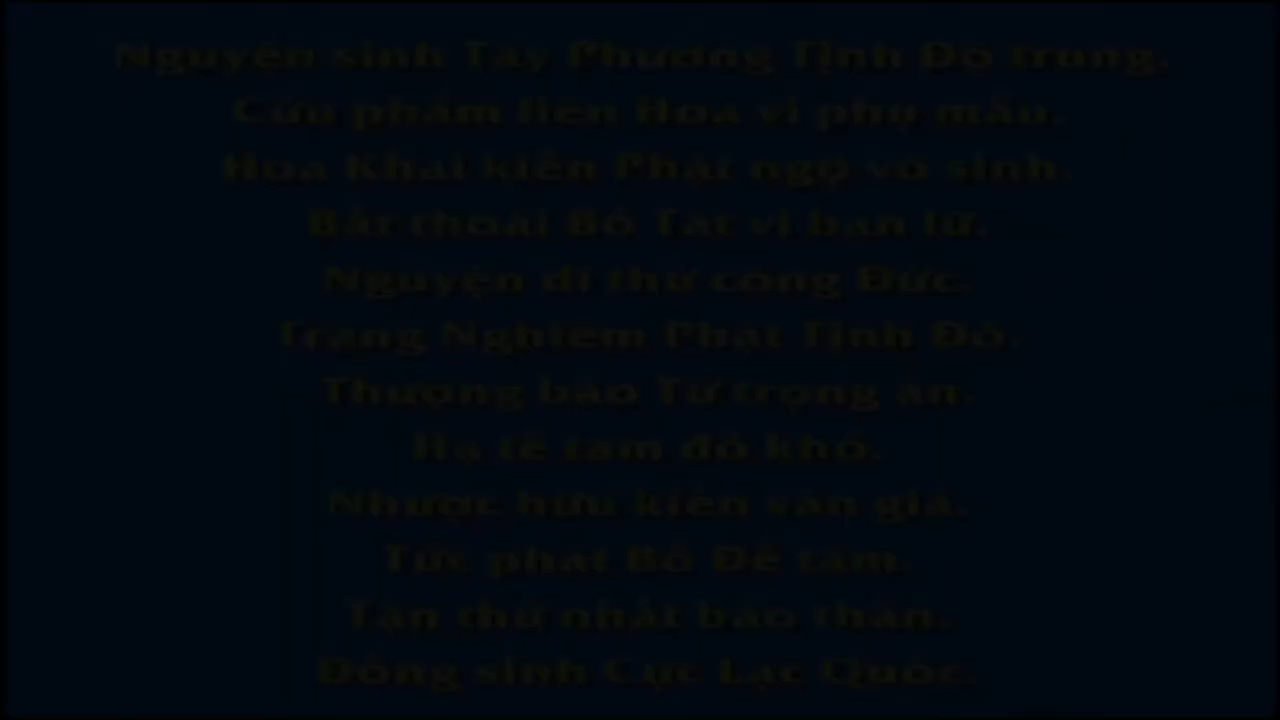 Nguyện sinh Tây Phương Tịnh Độ trung.
Cửu phẩm liên Hoa vi phụ mẫu.
Hoa Khai kiến Phật ngộ vô sinh.
Bất thoái Bồ Tát vi bạn lữ.
Nguyện dĩ thử công Đức.
Trang Nghiêm Phật Tịnh Độ.
Thượng báo Tứ trọng ân.
Hạ tế tam đồ khổ.
Nhược hữu kiến văn giả.
Tức phát Bồ Đề tâm.
Tận thử nhất báo thân.
Đồng sinh Cực Lạc Quốc.